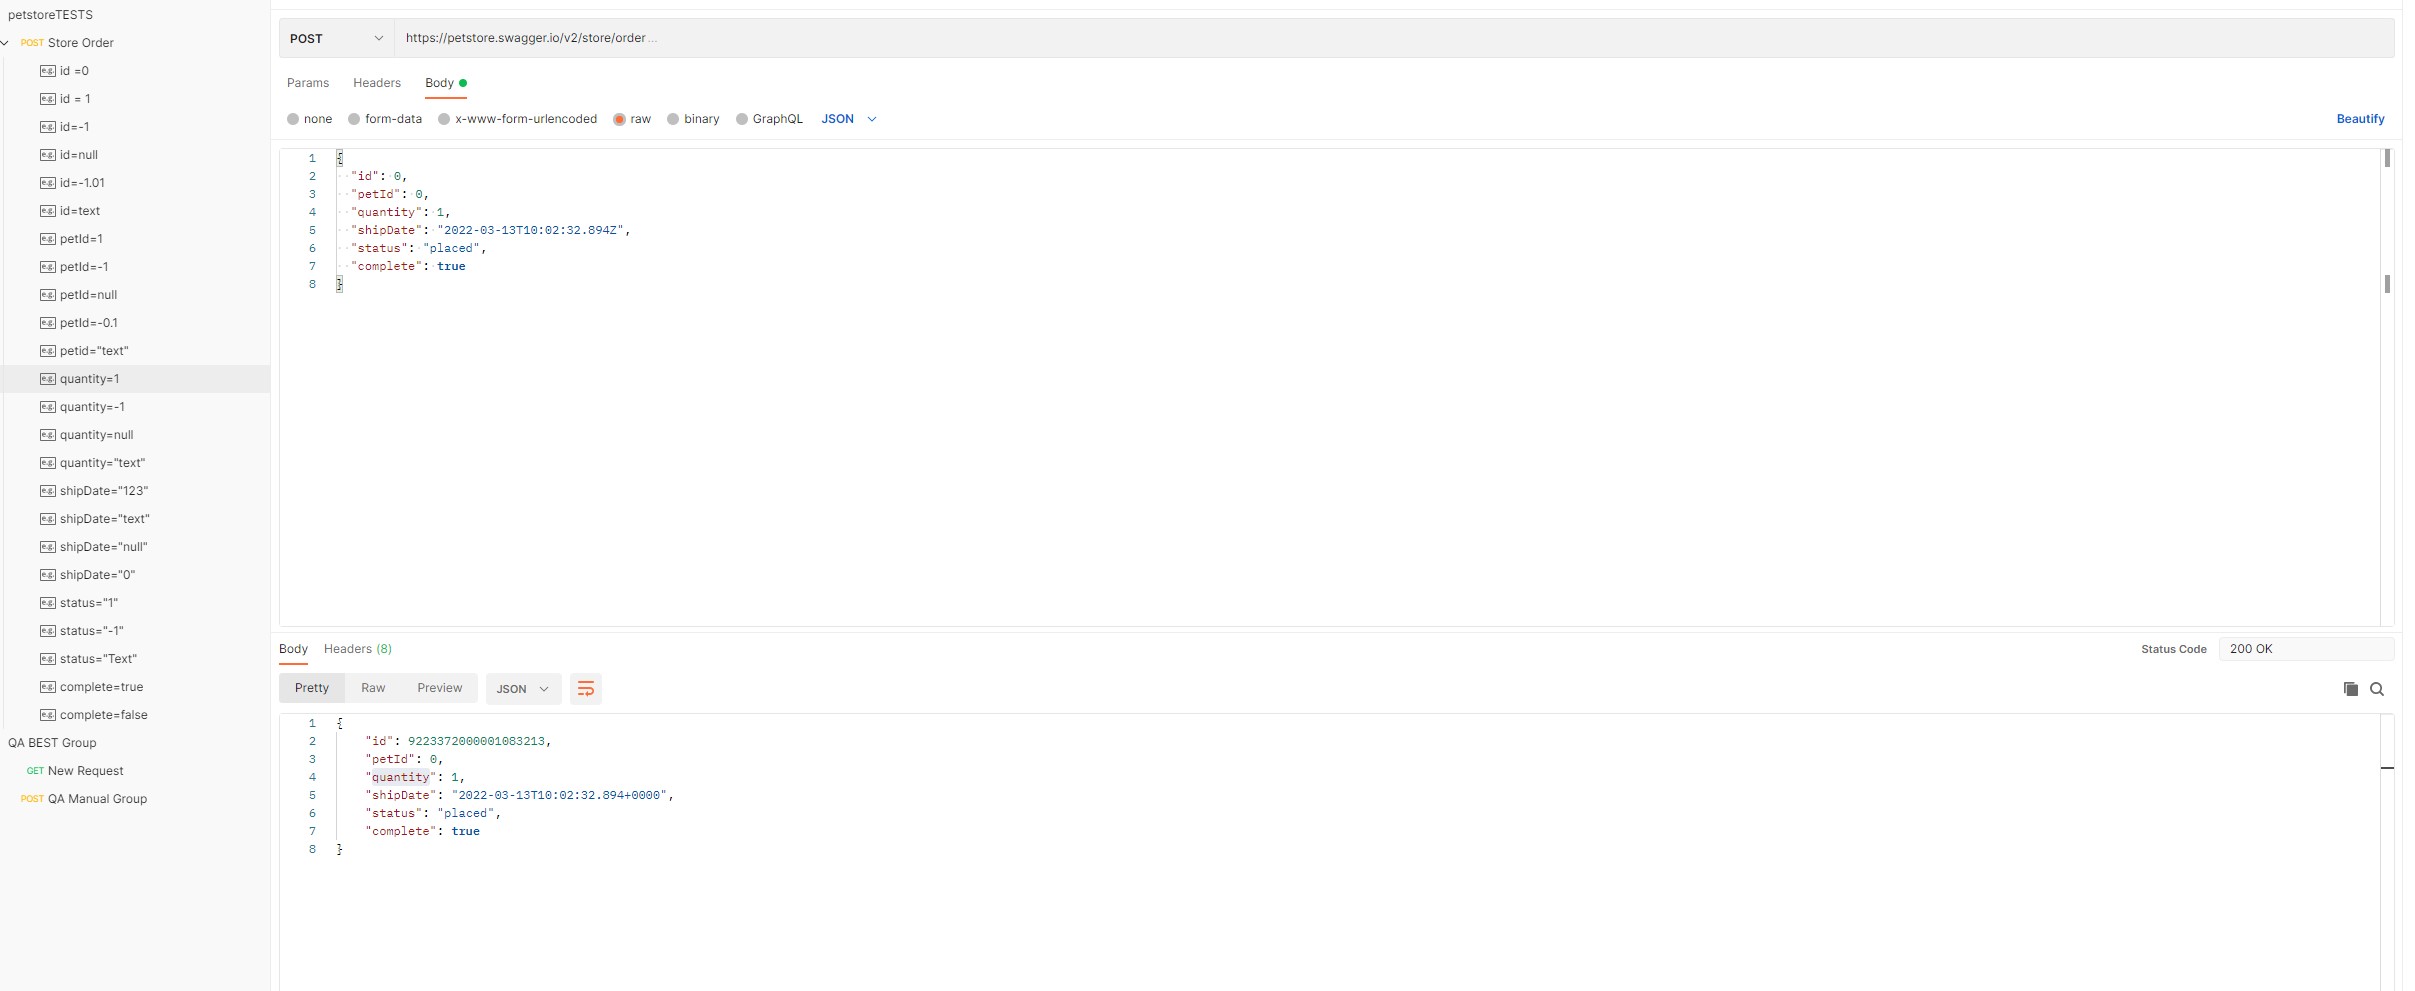 petstoreTESTS
POST Store Order
e.g. id =0
e.g. id = 1
e.g. id=-1
e.g. id=null
e.g. id=-1.01
e.g. id=text
e.g. petId=1
e.g. petId=-1
e.g. petId=null
e.g. petId=-0.1
e.g. petid="text"
e.g. quantity=1
e.g. quantity=-1
e.g. quantity=null
e.g. quantity="text"
e.g. shipDate="123"
e.g. shipDate="text"
e.g. shipDate="null"
e.g. shipDate="0"
e.g. status="1"
e.g. status="-1"
e.g. status="Text"
e.g. complete=true
e.g. complete=false
QA BEST Group
GET New Request
POST QA Manual Group
POST https://petstore.swagger.io/v2/store/order ...
Params Headers Body
none form-data x-www-form-urlencoded raw binary GraphQL JSON Beautify
1 {
2 "id": 0,
3 "petId": 0,
4 "quantity": 1,
5 "shipDate": "2022-03-13T10:02:32.894Z",
6 "status": "placed",
7 "complete": true
8 }
Body Headers (8) Status Code 200 OK
Pretty Raw Preview JSON
1 {
2 "id": 9223372000001083213,
3 "petId": 0,
4 "quantity": 1,
5 "shipDate": "2022-03-13T10:02:32.894+0000",
6 "status": "placed",
7 "complete": true
8 }